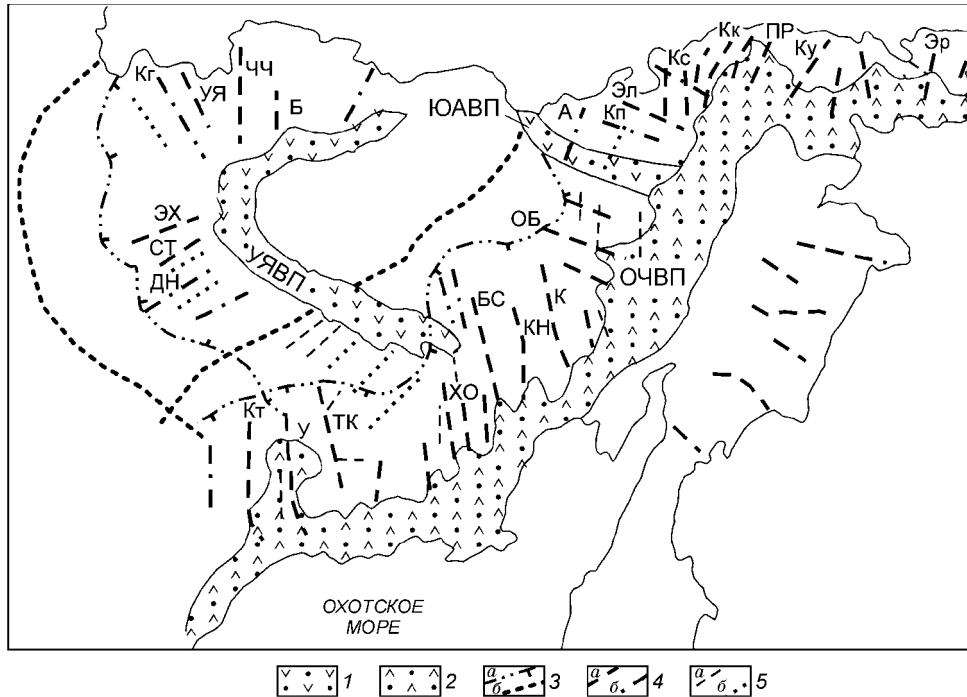 Кк ПР
Эр
Кг ЧЧ Кс Ку
УЯ Эл
Б ЮАВП А Кп
ЭХ ОБ
СТ УЯВП ОЧВП
ДН БС К
КН
ХО
Кт У ТК
ОХОТСКОЕ
МОРЕ
1 2 а б 3 а б 4 а б 5